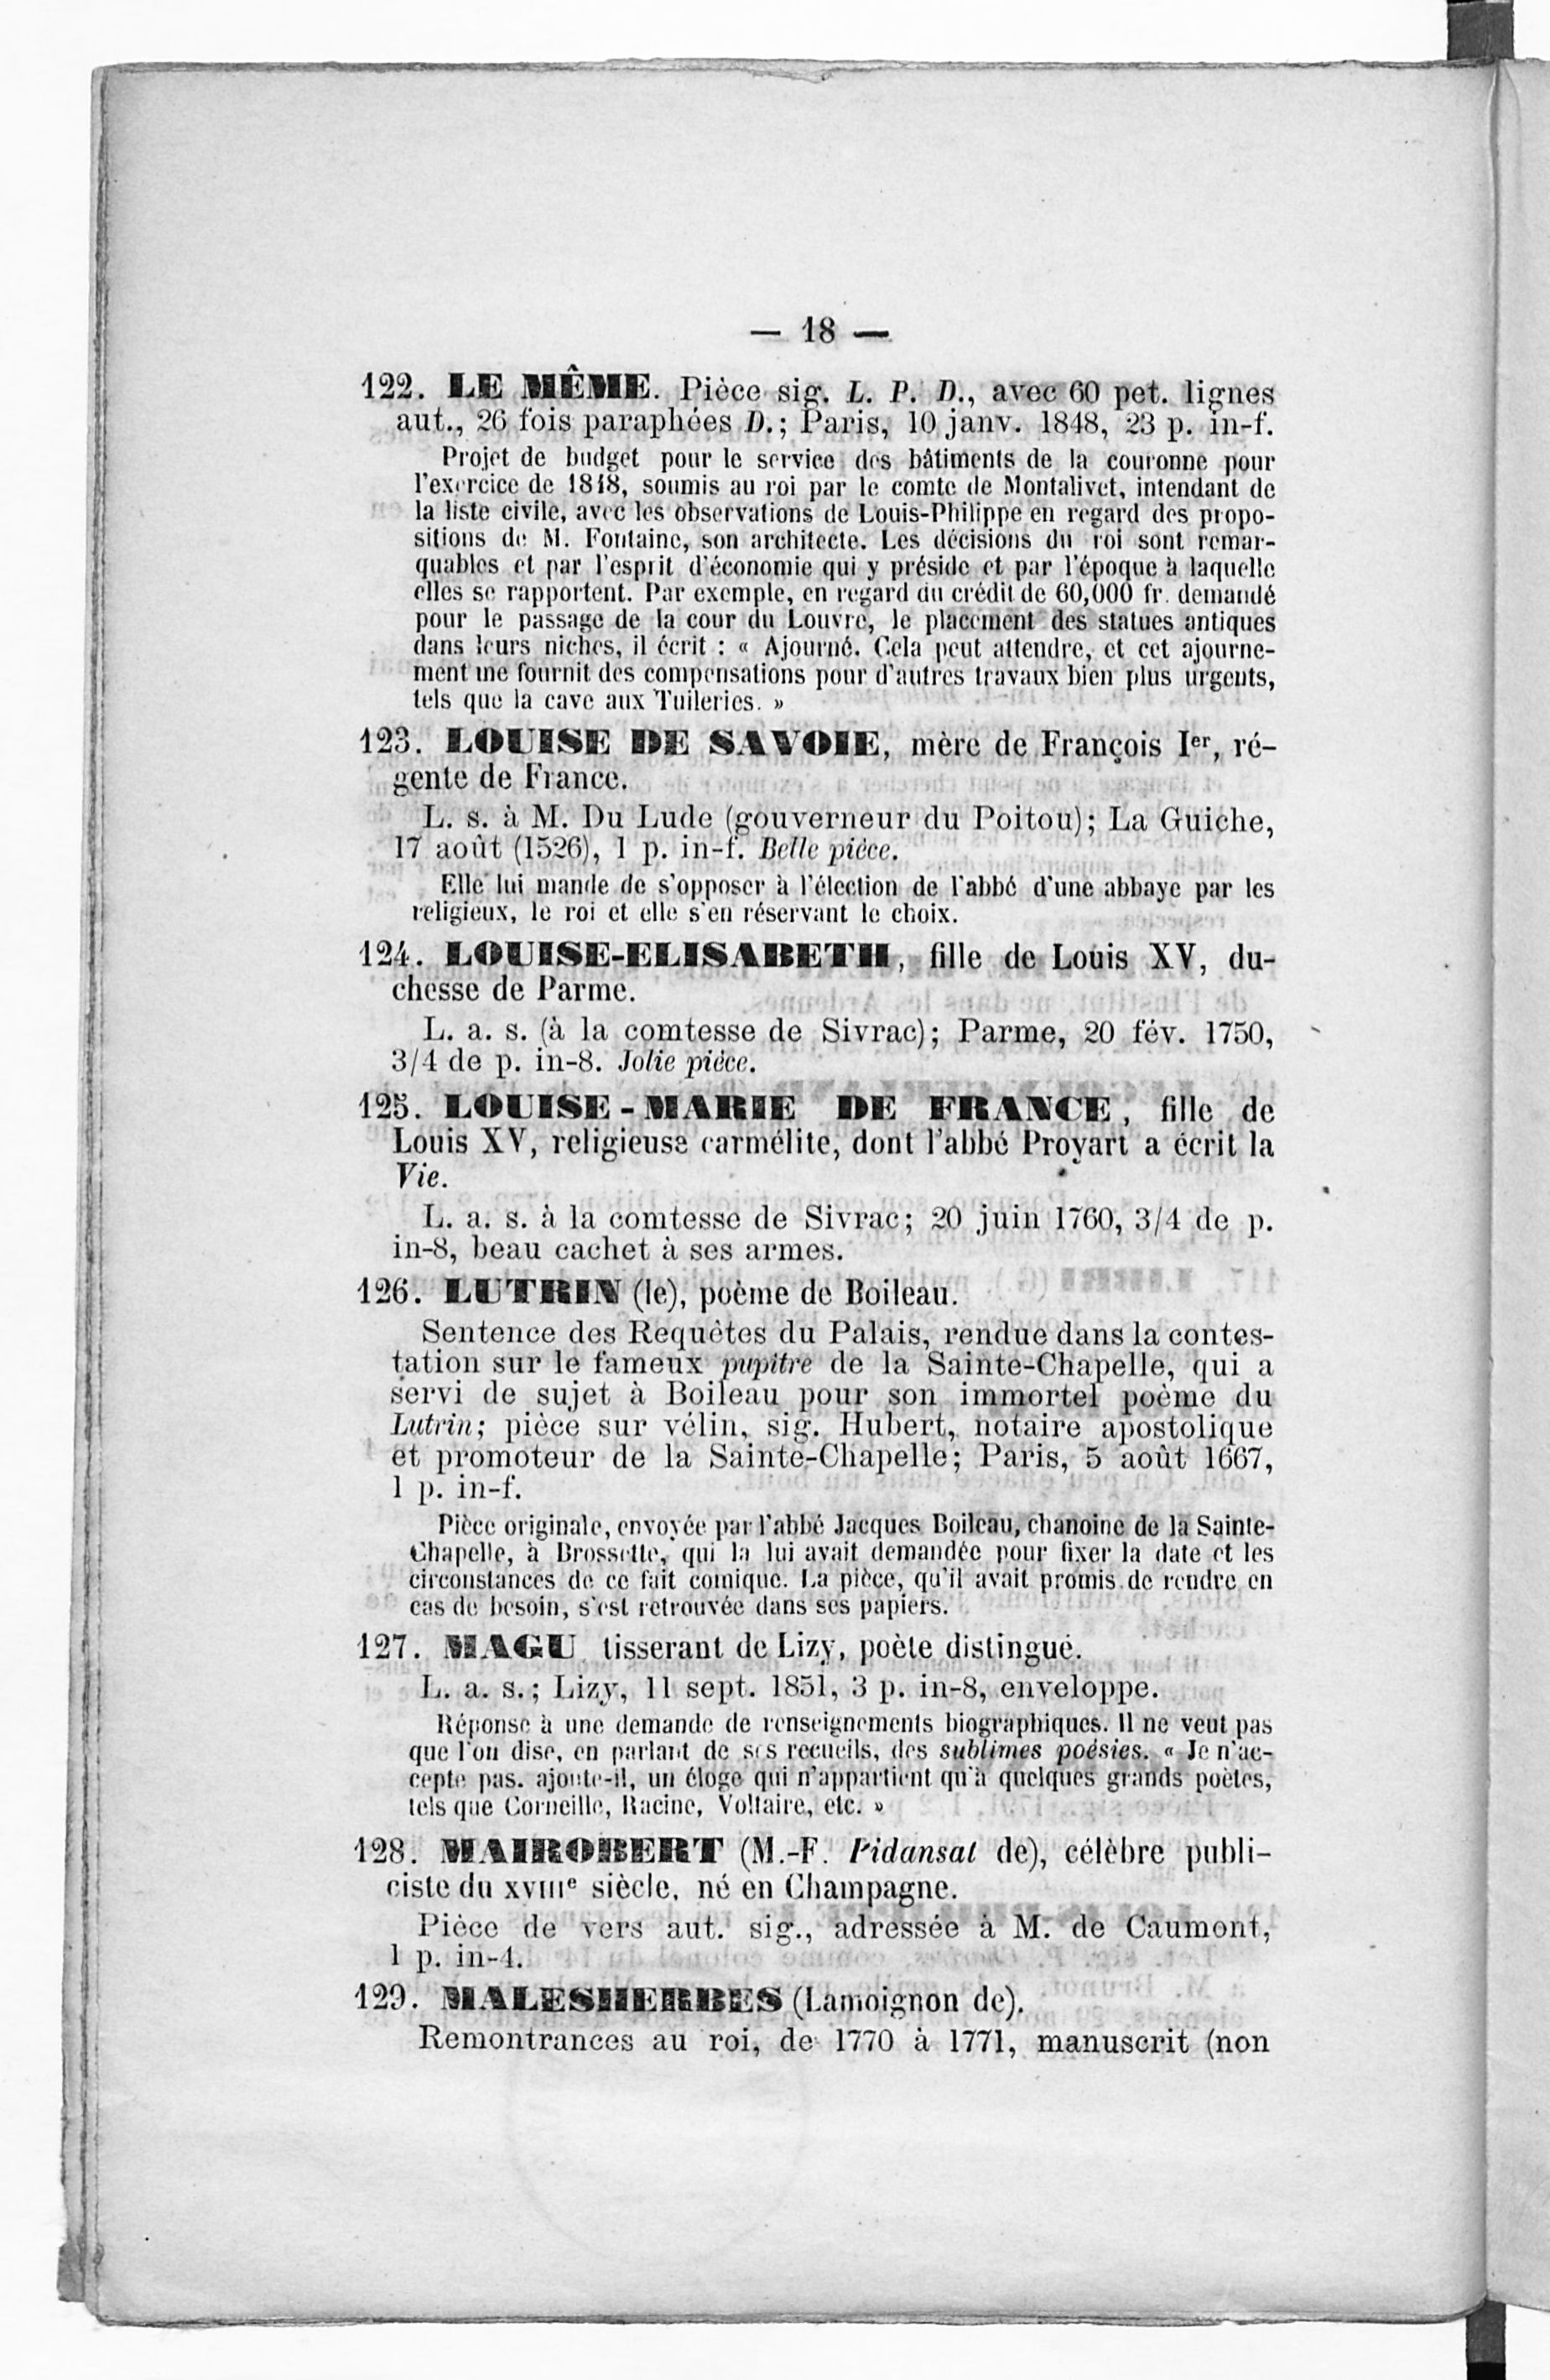 — 18 —
122. LE MÊME. Pièce sig. L. P. D., avec 60 pet. lignes
aut., 26 fois paraphées D.; Paris, 10 janv. 1848, 23 p. in-f.
Projet de budget pour le service des bâtiments de la couronne pour
l'exercice de 1848, soumis au roi par le comte de Montalivet, intendant de
la liste civile, avec les observations de Louis-Philippe en regard des propo-
sitions de M. Fontaine, son architecte. Les décisions du roi sont remar-
quables et par l'esprit d'économie qui y préside et par l'époque à laquelle
elles se rapportent. Par exemple, en regard du crédit de 60,000 fr. demandé
pour le passage de la cour du Louvre, le placement des statues antiques
dans leurs niches, il écrit : « Ajourné. Cela peut attendre, et cet ajourne-
ment me fournit des compensations pour d'autres travaux bien plus urgents,
tels que la cave aux Tuileries. »
123. LOUISE DE SAVOIE, mère de François Ier, ré-
gente de France.
L. s. à M. Du Lude (gouverneur du Poitou); La Guiche,
17 août (1526), 1 p. in-f. Belle pièce.
Elle lui mande de s'opposer à l'élection de l'abbé d'une abbaye par les
religieux, le roi et elle s'en réservant le choix.
124. LOUISE-ELISABETH, fille de Louis XV, du-
chesse de Parme.
L. a. s. (à la comtesse de Sivrac); Parme, 20 fév. 1750,
3/4 de p. in-8. Jolie pièce.
125. LOUISE-MARIE DE FRANCE, fille de
Louis XV, religieuse carmélite, dont l'abbé Proyart a écrit la
Vie.
L. a. s. à la comtesse de Sivrac; 20 juin 1760, 3/4 de p.
in-8, beau cachet à ses armes.
126. LUTRIN (le), poème de Boileau.
Sentence des Requêtes du Palais, rendue dans la contes-
tation sur le fameux pupitre de la Sainte-Chapelle, qui a
servi de sujet à Boileau pour son immortel poème du
Lutrin; pièce sur vélin, sig. Hubert, notaire apostolique
et promoteur de la Sainte-Chapelle; Paris, 5 août 1667,
1 p. in-f.
Pièce originale, envoyée par l'abbé Jacques Boileau, chanoine de la Sainte-
Chapelle, à Brossette, qui la lui avait demandée pour fixer la date et les
circonstances de ce fait comique. La pièce, qu'il avait promis de rendre en
cas de besoin, s'est retrouvée dans ses papiers.
127. MAGU tisserant de Lizy, poète distingué.
L. a. s.; Lizy, 11 sept. 1851, 3 p. in-8, enveloppe.
Réponse à une demande de renseignements biographiques. Il ne veut pas
que l'on dise, en parlant de ses recueils, des sublimes poésies. « Je n'ac-
cepte pas. ajoute-il, un éloge qui n'appartient qu'à quelques grands poètes,
tels que Corneille, Racine, Voltaire, etc. »
128. MAIROBERT (M.-F. Pidansat de), célèbre publi-
ciste du XVIIIe siècle, né en Champagne.
Pièce de vers aut. sig., adressée à M. de Caumont,
1 p. in-4.
129. MALESHERBES (Lamoignon de).
Remontrances au roi, de 1770 à 1771, manuscrit (non